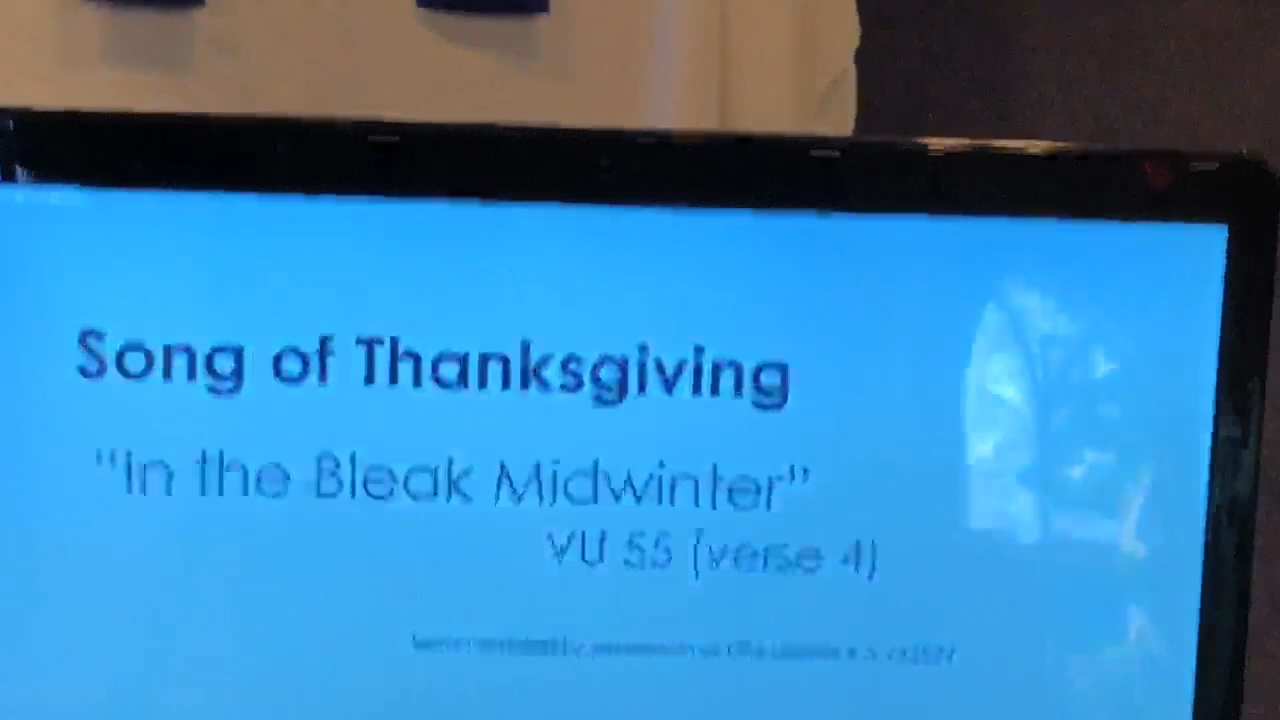 Song of Thanksgiving
"In the Bleak Midwinter"
VU 55 (verse 4)